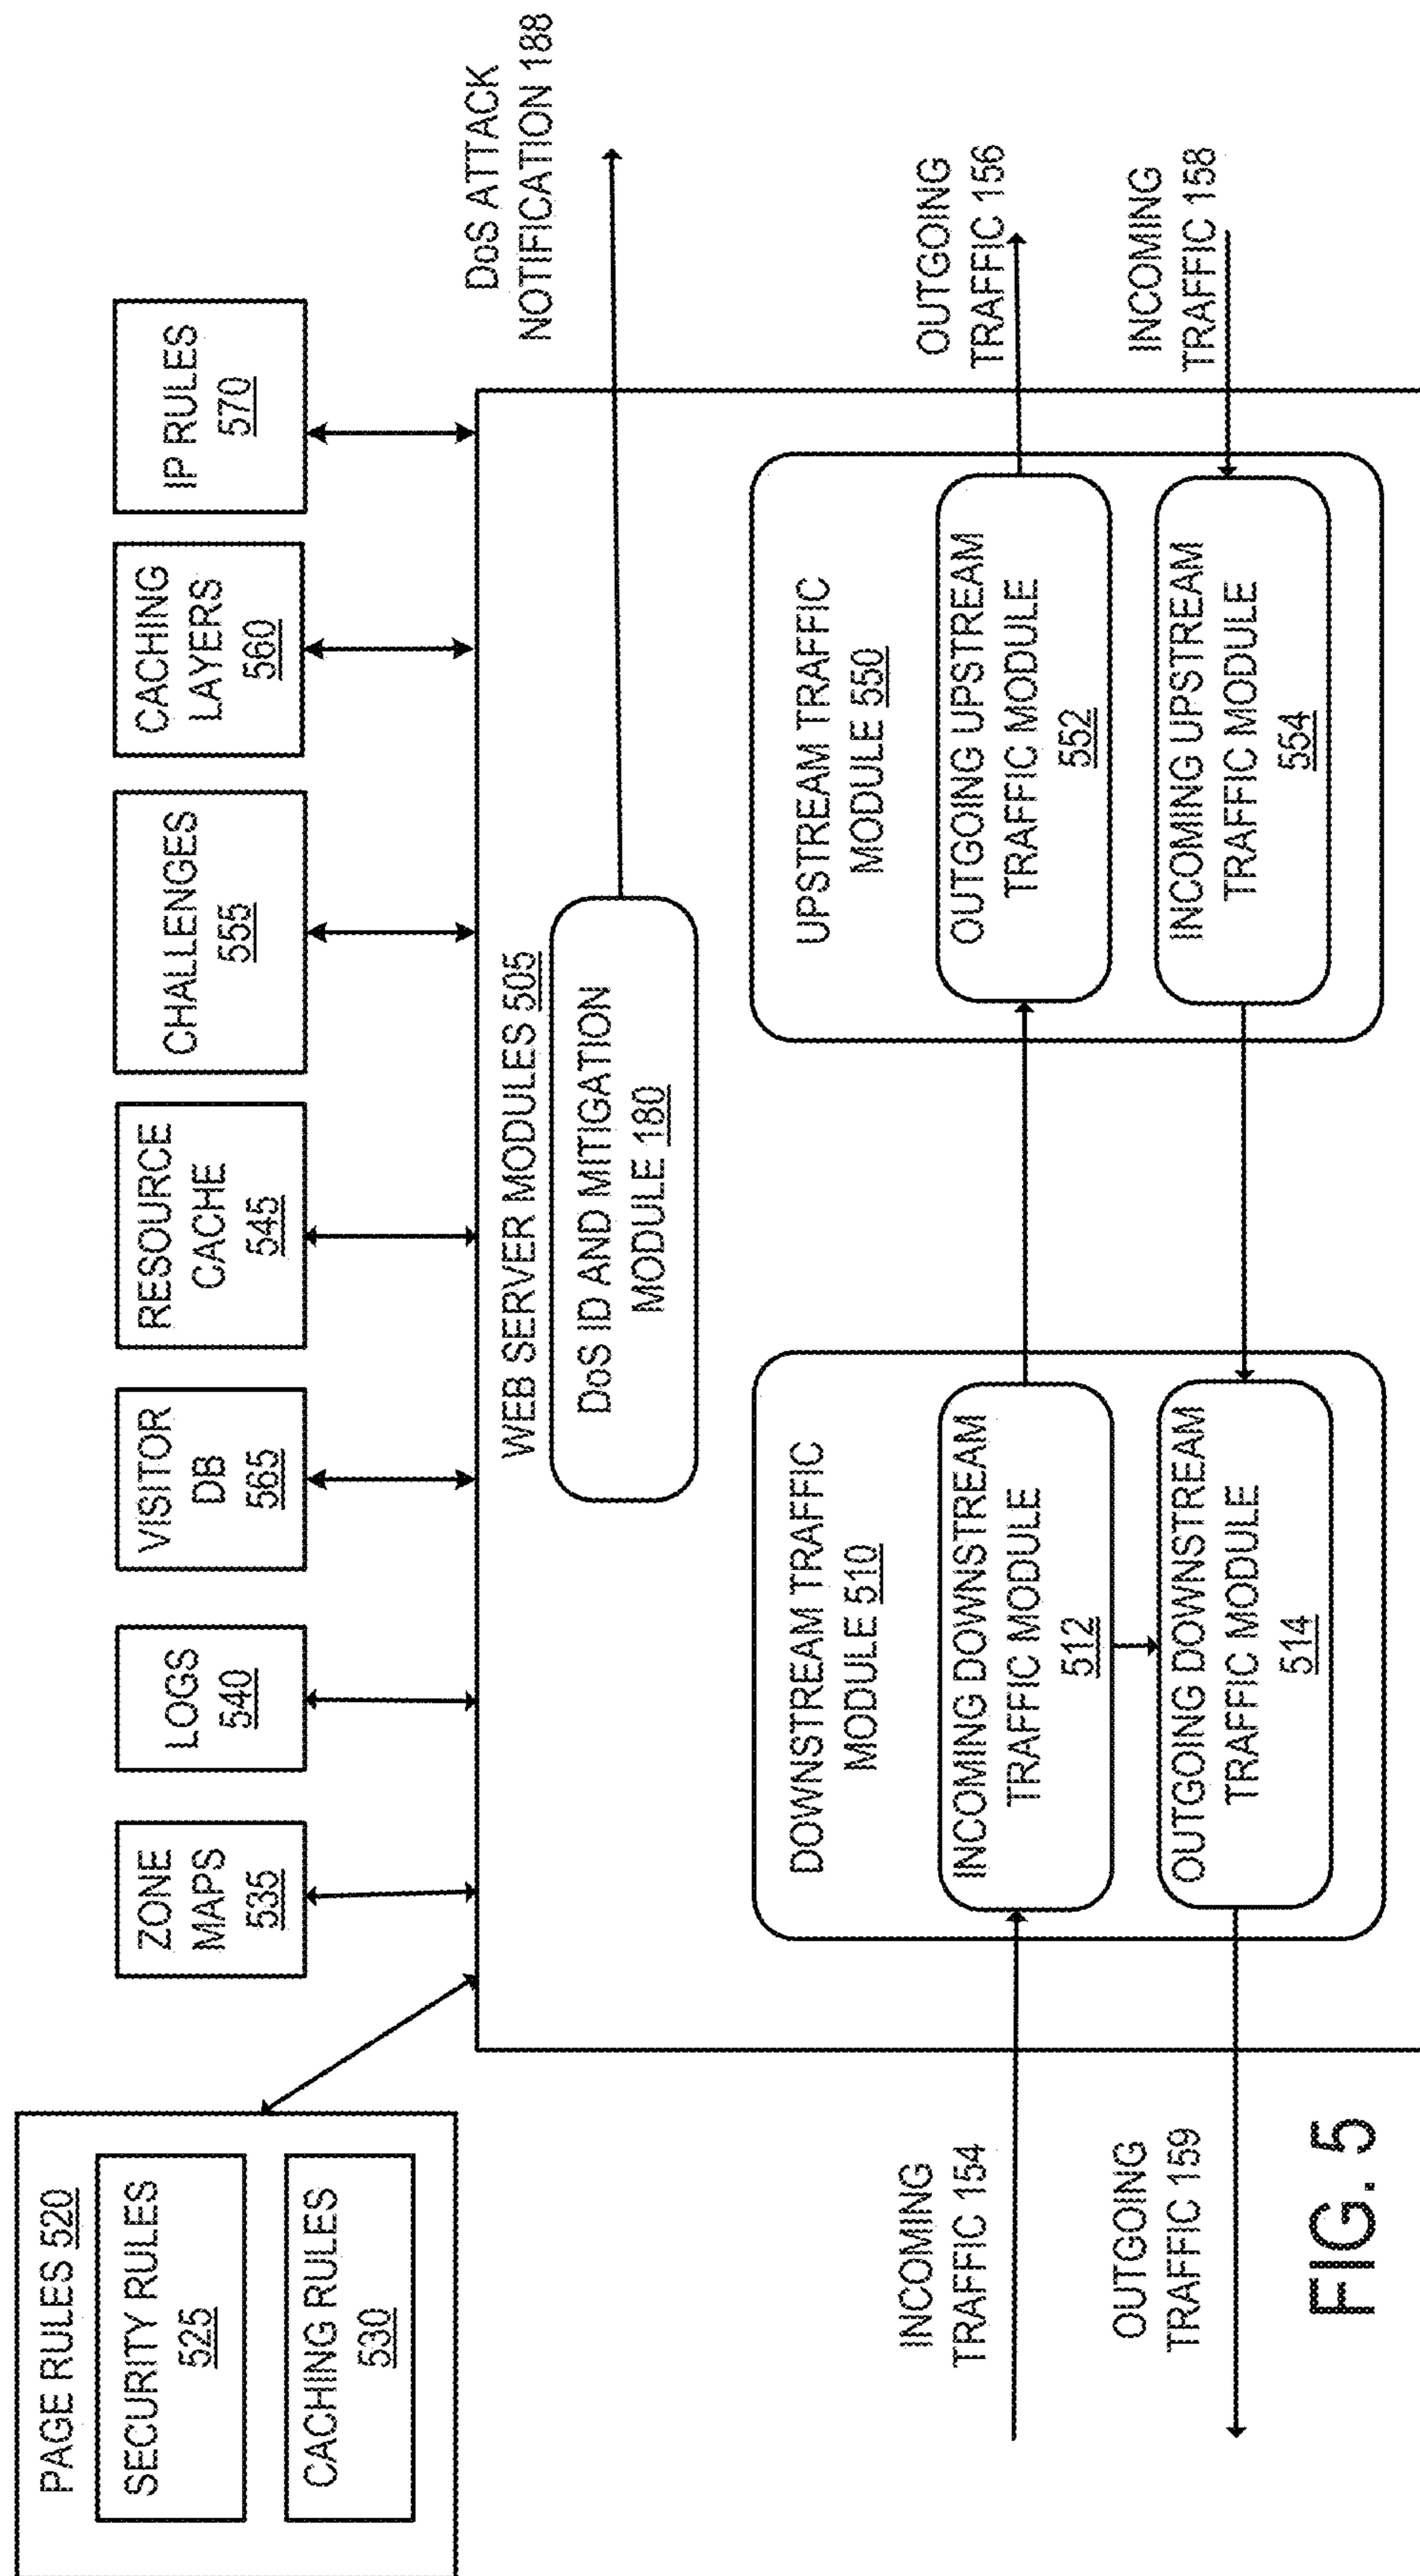 PAGE RULES 520
SECURITY RULES
525
CACHING RULES
530
ZONE
MAPS
535
LOGS
540
VISITOR
DB
565
RESOURCE
CACHE
545
CHALLENGES
555
CACHING
LAYERS
560
IP RULES
570
WEB SERVER MODULES 505
DoS ID AND MITIGATION
MODULE 180
DoS ATTACK
NOTIFICATION 188
DOWNSTREAM TRAFFIC
MODULE 510
INCOMING DOWNSTREAM
TRAFFIC MODULE
512
OUTGOING DOWNSTREAM
TRAFFIC MODULE
514
UPSTREAM TRAFFIC
MODULE 550
OUTGOING UPSTREAM
TRAFFIC MODULE
552
INCOMING UPSTREAM
TRAFFIC MODULE
554
INCOMING
TRAFFIC 154
OUTGOING
TRAFFIC 159
OUTGOING
TRAFFIC 156
INCOMING
TRAFFIC 158
FIG. 5